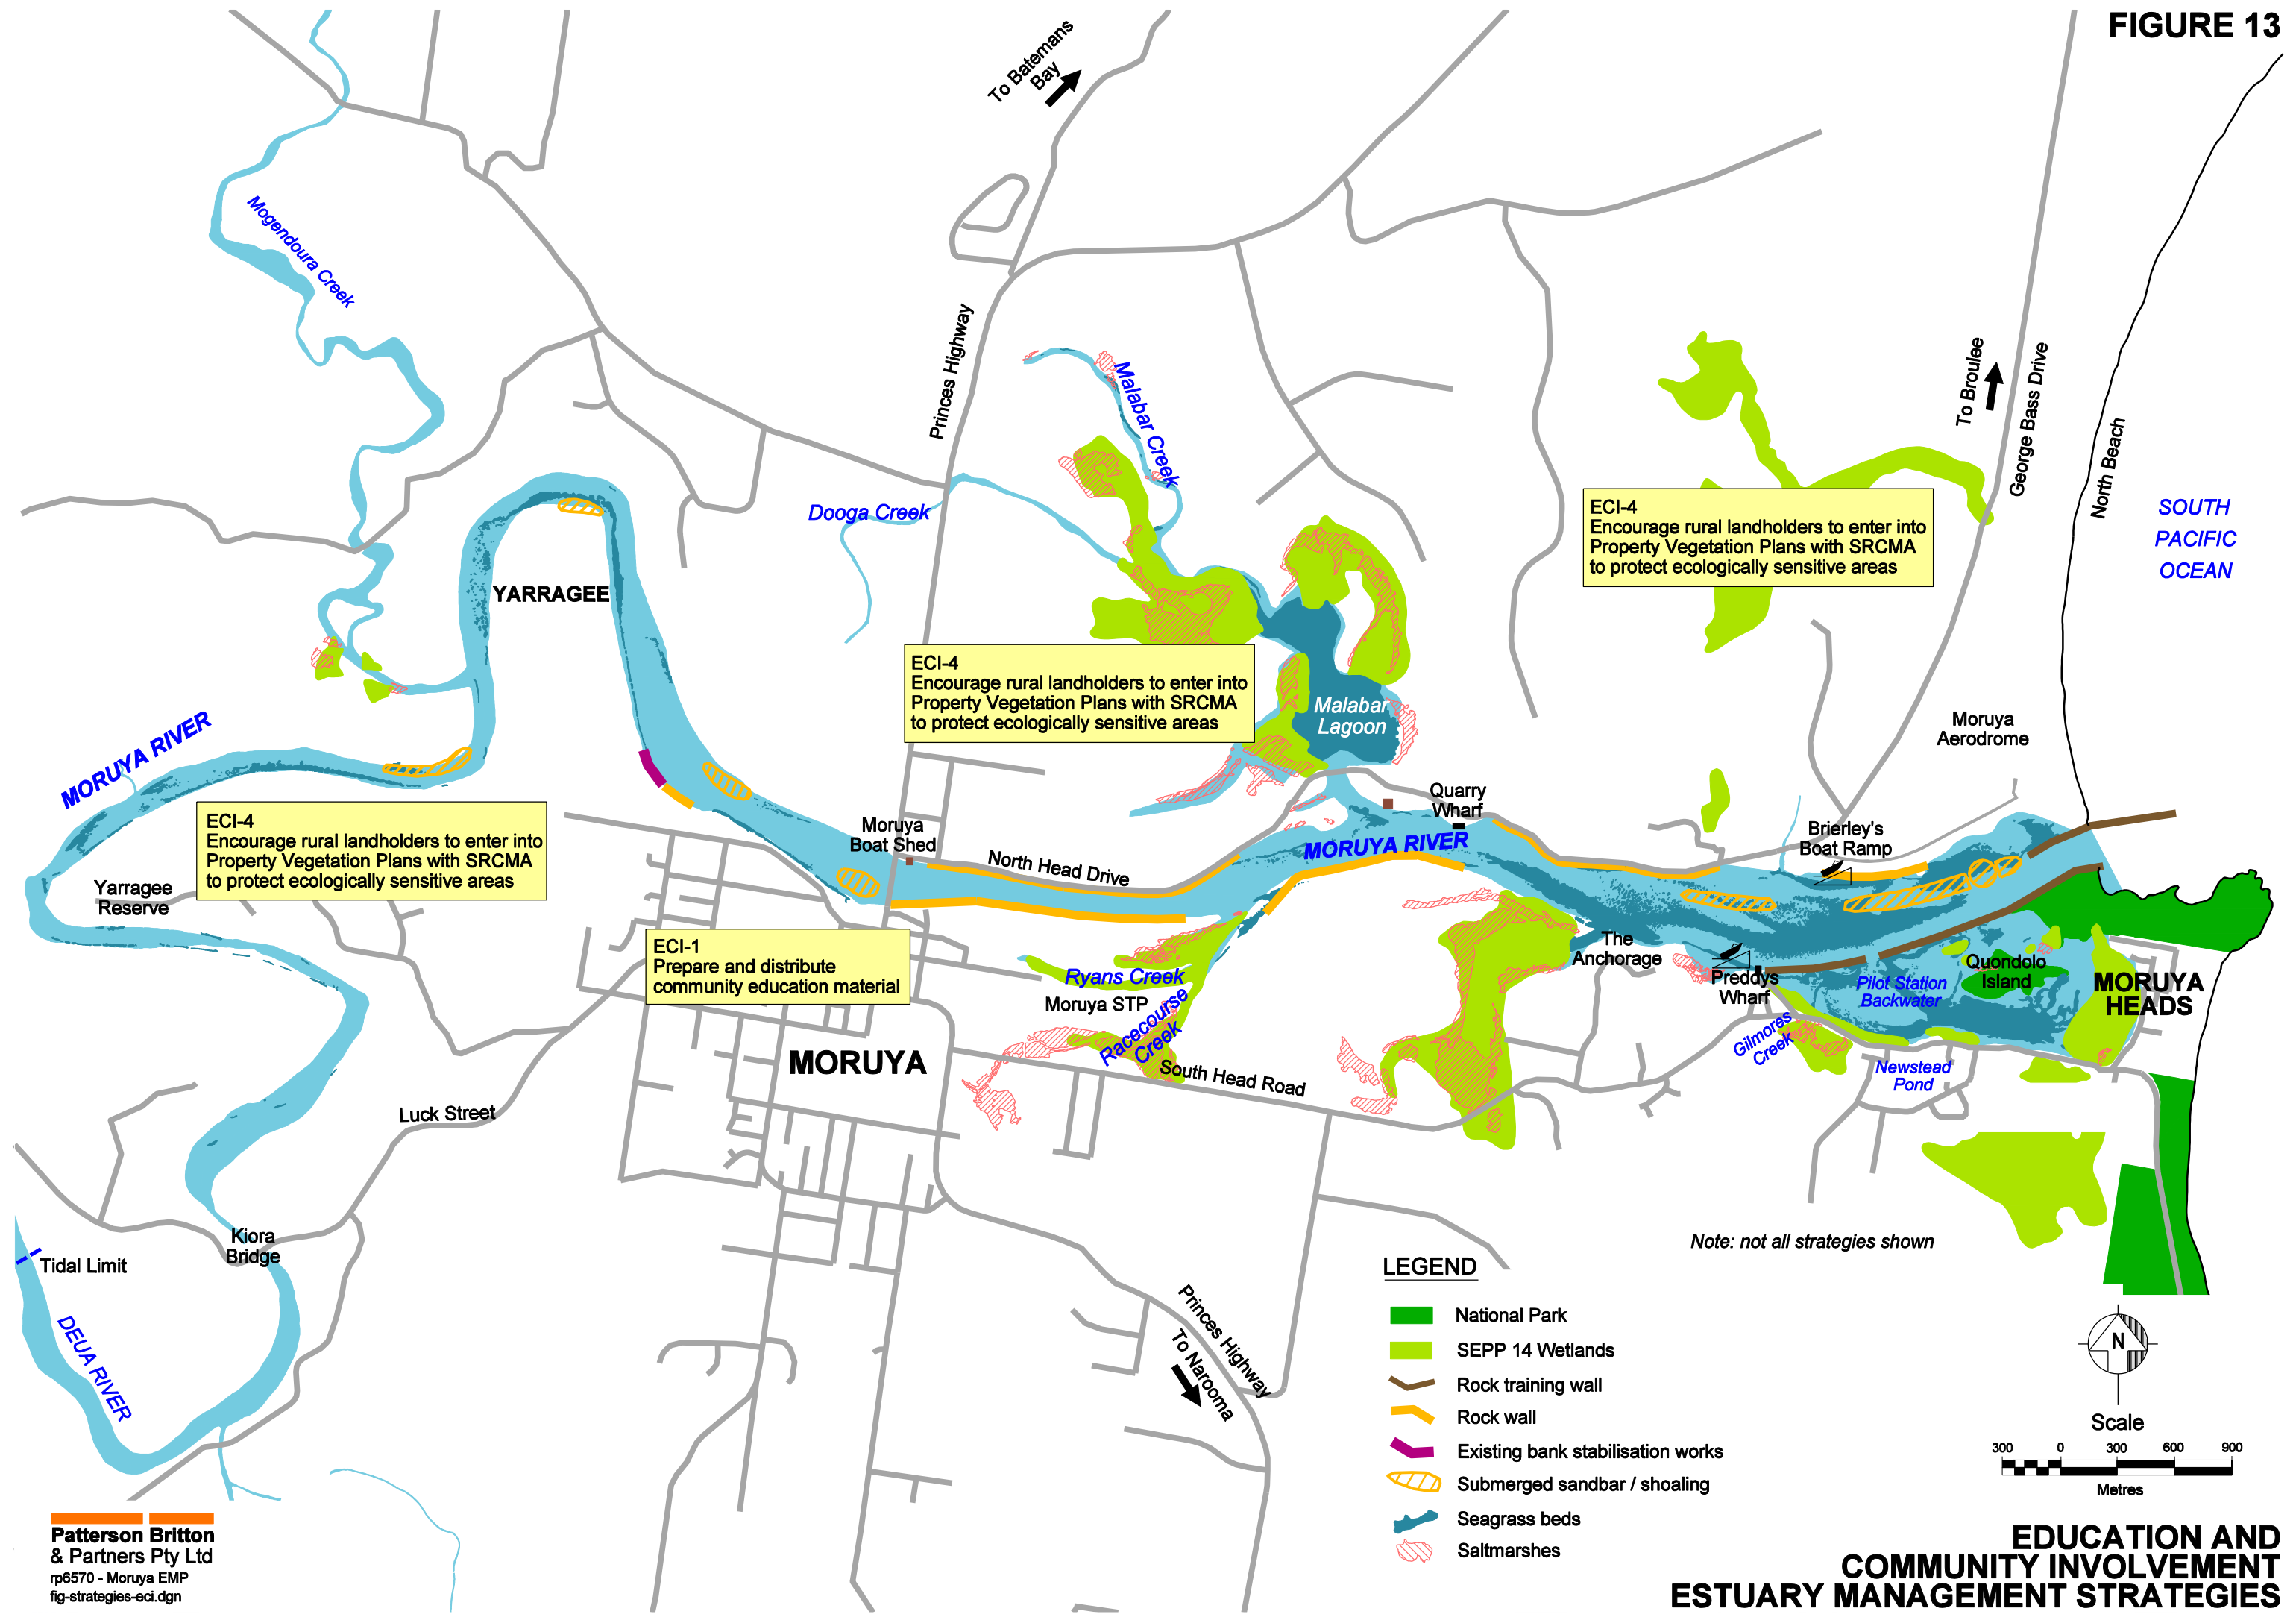 FIGURE 13
To Batemans
Bay
Mogendoura Creek
Princes Highway
Malabar Creek
To Broulee
George Bass Drive
North Beach
SOUTH
PACIFIC
OCEAN
Dooga Creek
ECI-4
Encourage rural landholders to enter into
Property Vegetation Plans with SRCMA
to protect ecologically sensitive areas
YARRAGEE
ECI-4
Encourage rural landholders to enter into
Property Vegetation Plans with SRCMA
to protect ecologically sensitive areas
Malabar
Lagoon
MORUYA RIVER
Moruya
Aerodrome
ECI-4
Encourage rural landholders to enter into
Property Vegetation Plans with SRCMA
to protect ecologically sensitive areas
Quarry
Wharf
Moruya
Boat Shed
MORUYA RIVER
Brierley's
Boat Ramp
North Head Drive
Yarragee
Reserve
ECI-1
Prepare and distribute
community education material
The
Anchorage
Ryans Creek
Moruya STP
Racecourse
Creek
Preddys
Wharf
Pilot Station
Backwater
Quondolo
Island
MORUYA
HEADS
Gilmores
Creek
Newstead
Pond
MORUYA
South Head Road
Luck Street
Kiora
Bridge
Tidal Limit
DEUA RIVER
Note: not all strategies shown
Princes Highway
To Narooma
LEGEND
National Park
SEPP 14 Wetlands
Rock training wall
Rock wall
Existing bank stabilisation works
Submerged sandbar / shoaling
Seagrass beds
Saltmarshes
N
Scale
300 0 300 600 900
Metres
Patterson Britton
& Partners Pty Ltd
rp6570 - Moruya EMP
fig-strategies-eci.dgn
EDUCATION AND
COMMUNITY INVOLVEMENT
ESTUARY MANAGEMENT STRATEGIES